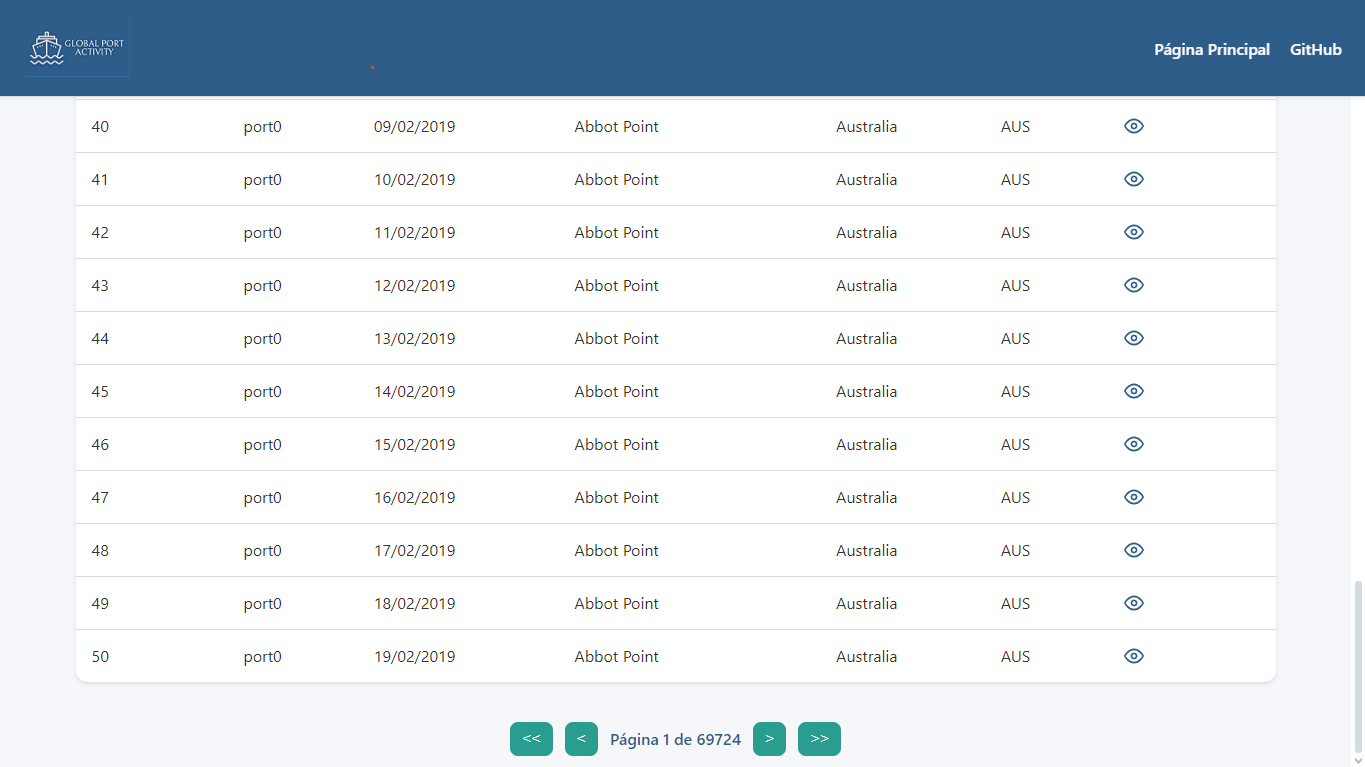 GLOBAL PORT
ACTIVITY
Página Principal GitHub
40 port0 09/02/2019 Abbot Point Australia AUS
41 port0 10/02/2019 Abbot Point Australia AUS
42 port0 11/02/2019 Abbot Point Australia AUS
43 port0 12/02/2019 Abbot Point Australia AUS
44 port0 13/02/2019 Abbot Point Australia AUS
45 port0 14/02/2019 Abbot Point Australia AUS
46 port0 15/02/2019 Abbot Point Australia AUS
47 port0 16/02/2019 Abbot Point Australia AUS
48 port0 17/02/2019 Abbot Point Australia AUS
49 port0 18/02/2019 Abbot Point Australia AUS
50 port0 19/02/2019 Abbot Point Australia AUS
<< < Página 1 de 69724 > >>